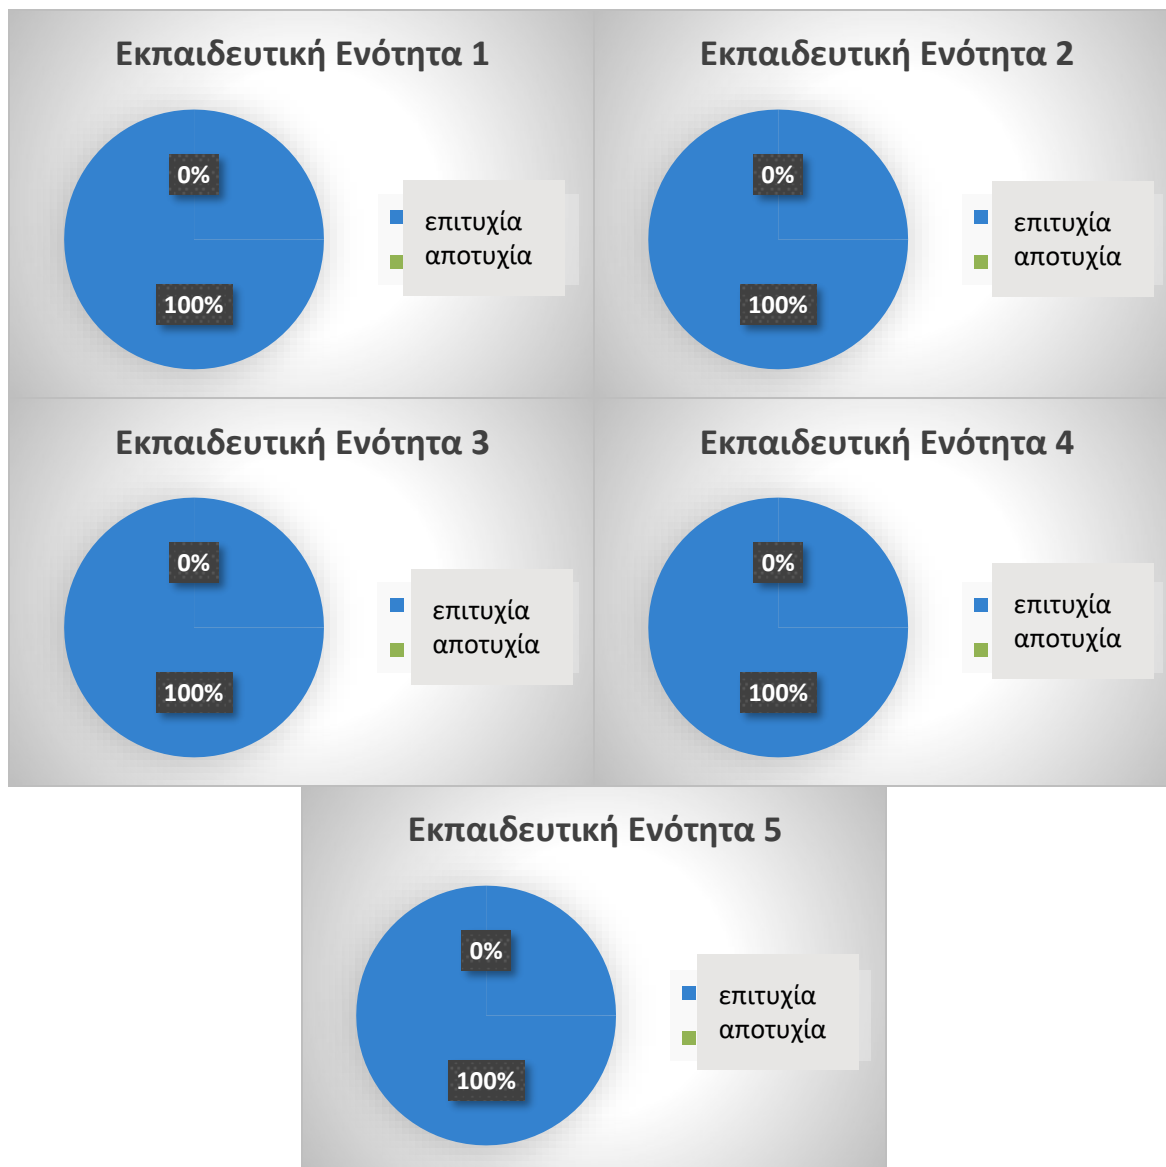 Εκπαιδευτική Ενότητα 1
0%
100%
επιτυχία
αποτυχία
Εκπαιδευτική Ενότητα 2
0%
100%
επιτυχία
αποτυχία
Εκπαιδευτική Ενότητα 3
0%
100%
επιτυχία
αποτυχία
Εκπαιδευτική Ενότητα 4
0%
100%
επιτυχία
αποτυχία
Εκπαιδευτική Ενότητα 5
0%
100%
επιτυχία
αποτυχία